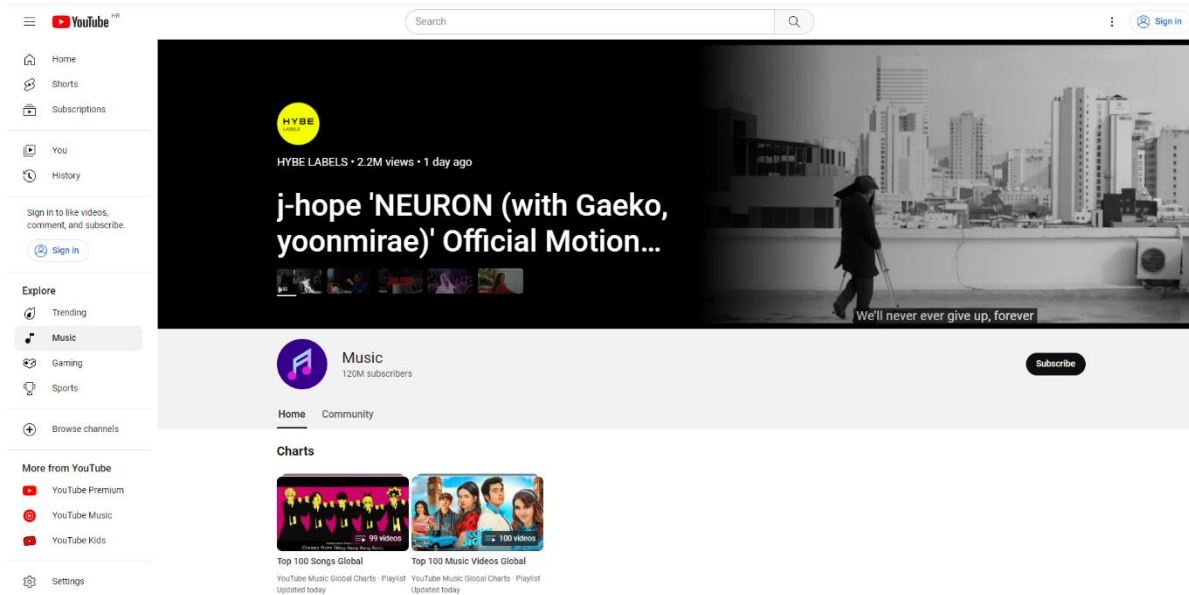 YouTube HR
Search
Sign in
Home
Shorts
Subscriptions
You
History
Sign in to like videos,
comment, and subscribe.
Sign in
Explore
Trending
Music
Gaming
Sports
Browse channels
More from YouTube
YouTube Premium
YouTube Music
YouTube Kids
Settings
HYBE
LABELS
HYBE LABELS • 2.2M views • 1 day ago
j-hope 'NEURON (with Gaeko,
yoonmirae)' Official Motion...
We'll never ever give up, forever
Music
120M subscribers
Subscribe
Home
Community
Charts
99 videos
100 videos
Top 100 Songs Global
YouTube Music Global Charts · Playlist
Updated today
Top 100 Music Videos Global
YouTube Music Global Charts · Playlist
Updated today